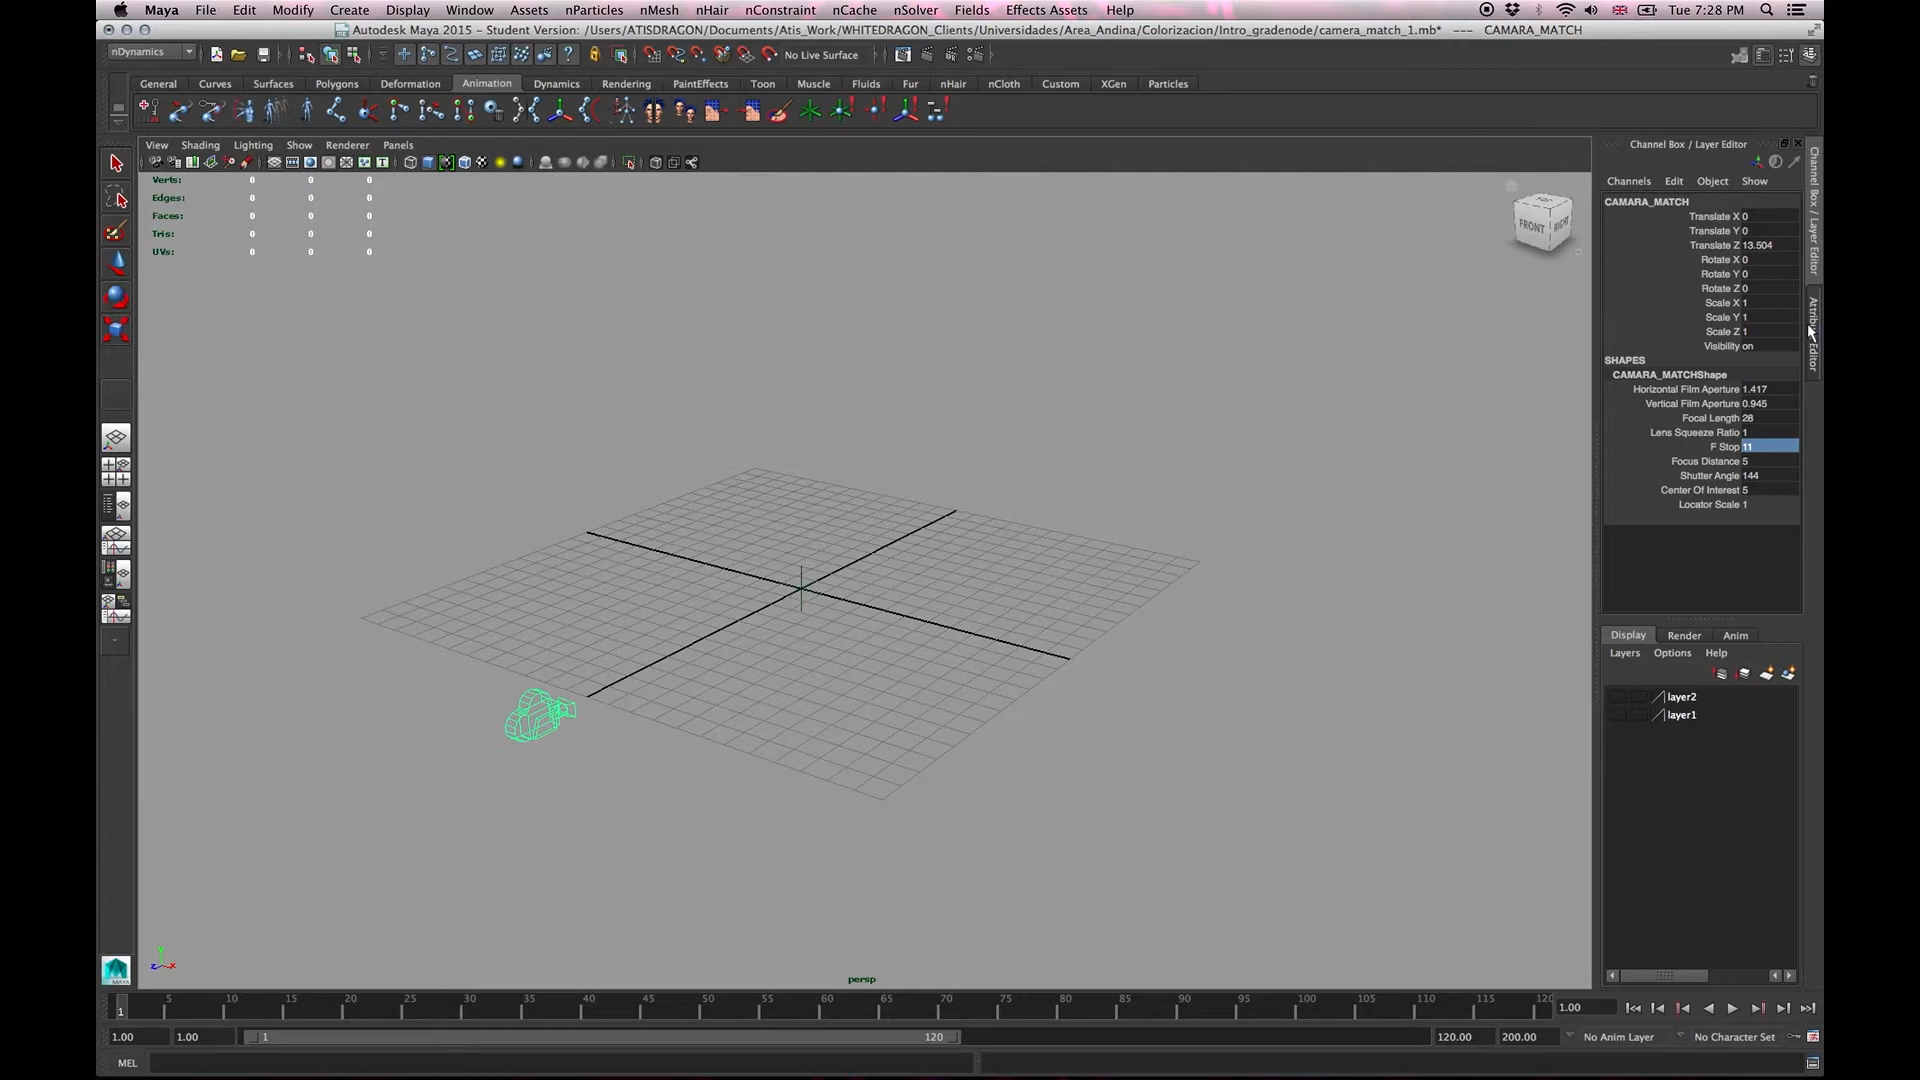 Maya File Edit Modify Create Display Window Assets nParticles nMesh nHair nConstraint nCache nSolver Fields Effects Assets Help Tue 7:28 PM
Autodesk Maya 2015 - Student Version: /Users/ATISDRAGON/Documents/Atis_Work/WHITEDRAGON_Clients/Universidades/Area_Andina/Colorizacion/Intro_gradenode/camera_match_1.mb* --- CAMARA_MATCH
nDynamics No Live Surface
General Curves Surfaces Polygons Deformation Animation Dynamics Rendering PaintEffects Toon Muscle Fluids Fur nHair nCloth Custom XGen Particles
View Shading Lighting Show Renderer Panels
Verts: 0 0 0
Edges: 0 0 0
Faces: 0 0 0
Tris: 0 0 0
UVs: 0 0 0
FRONT RIGHT
persp
Channel Box / Layer Editor
Channels Edit Object Show
CAMARA_MATCH
Translate X 0
Translate Y 0
Translate Z 13.504
Rotate X 0
Rotate Y 0
Rotate Z 0
Scale X 1
Scale Y 1
Scale Z 1
Visibility on
SHAPES
CAMARA_MATCHShape
Horizontal Film Aperture 1.417
Vertical Film Aperture 0.945
Focal Length 28
Lens Squeeze Ratio 1
F Stop 11
Focus Distance 5
Shutter Angle 144
Center Of Interest 5
Locator Scale 1
Display Render Anim
Layers Options Help
layer2
layer1
Channel Box / Layer Editor
Editor
5 10 15 20 25 30 35 40 45 50 55 60 65 70 75 80 85 90 95 100 105 110 115 120
1 1.00
1.00 1.00 1 120 120.00 200.00 No Anim Layer No Character Set
MEL